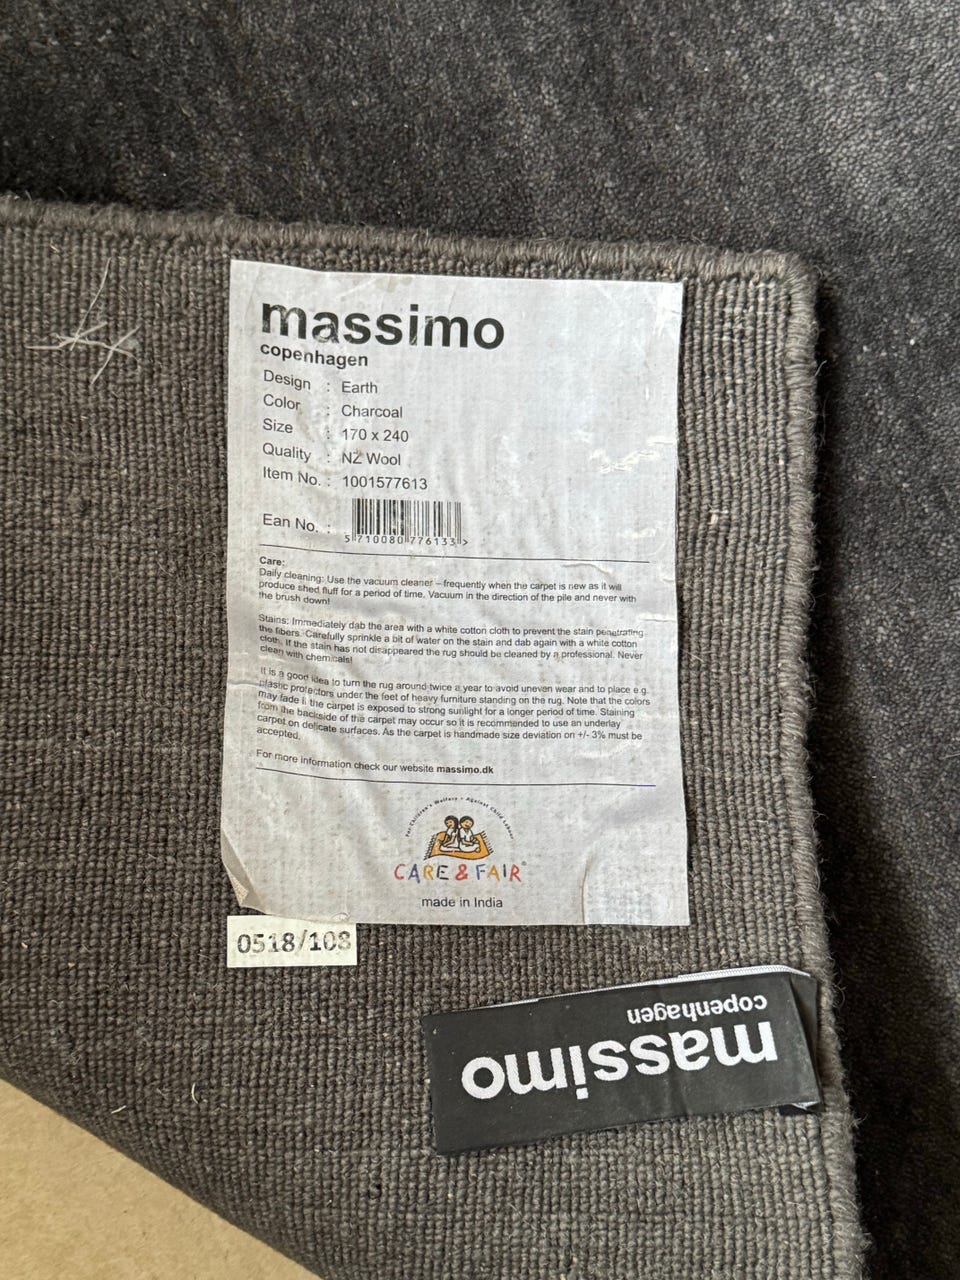 massimo
copenhagen
Design : Earth
Color : Charcoal
Size : 170 x 240
Quality : NZ Wool
Item No. : 1001577613
Ean No. :
5 710080 776133 >
Care:
Daily cleaning: Use the vacuum cleaner – frequently when the carpet is new as it will
produce shed fluff for a period of time. Vacuum in the direction of the pile and never with
the brush down!
Stains: Immediately dab the area with a white cotton cloth to prevent the stain penetrating
the fibers. Carefully sprinkle a bit of water on the stain and dab again with a white cotton
cloth. If the stain has not disappeared the rug should be cleaned by a professional. Never
clean with chemicals!
It is a good idea to turn the rug around twice a year to avoid uneven wear and to place e.g.
plastic protectors under the feet of heavy furniture standing on the rug. Note that the colors
may fade if the carpet is exposed to strong sunlight for a longer period of time. Staining
from the backside of the carpet may occur so it is recommended to use an underlay
carpet on delicate surfaces. As the carpet is handmade size deviation on +/- 3% must be
accepted.
For more information check our website massimo.dk
For Children's Welfare • Against Child Labour
CARE & FAIR®
made in India
0518/108
massimo
copenhagen